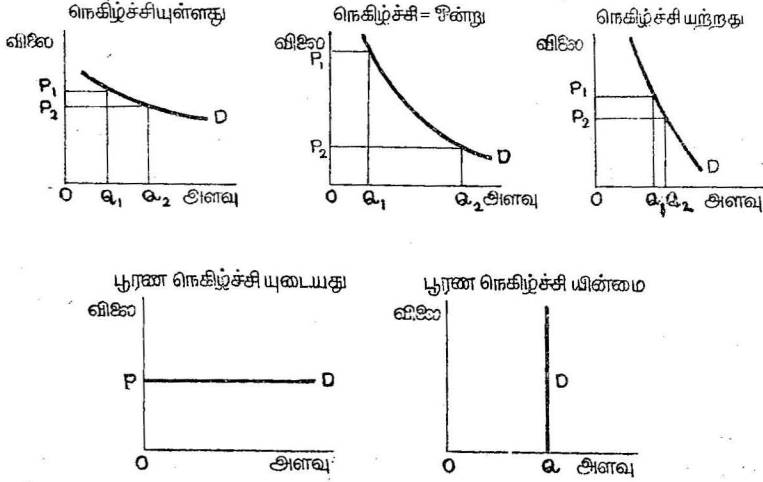 நெகிழ்ச்சியுள்ளது
விலை
P₁
P₂
D
O Q₁ Q₂ அளவு
நெகிழ்ச்சி = ஒன்று
விலை
P₁
P₂
D
O Q₁ Q₂ அளவு
நெகிழ்ச்சி யற்றது
விலை
P₁
P₂
D
O Q₁ Q₂ அளவு
பூரண நெகிழ்ச்சி யுடையது
விலை
P D
O அளவு
பூரண நெகிழ்ச்சி யின்மை
விலை
D
O Q அளவு